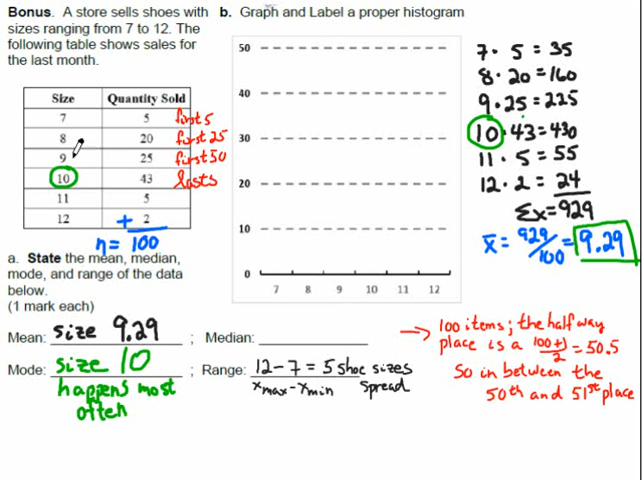 Bonus. A store sells shoes with
sizes ranging from 7 to 12. The
following table shows sales for
the last month.
Size Quantity Sold
7 5 first 5
8 20 first 25
9 25 first 50
10 43 lasts
11 5
12 + 2
n = 100
a. State the mean, median,
mode, and range of the data
below.
(1 mark each)
b. Graph and Label a proper histogram
50
40
30
20
10
0
7 8 9 10 11 12
7 · 5 = 35
8 · 20 = 160
9 · 25 = 225
10 · 43 = 430
11 · 5 = 55
12 · 2 = 24
Σx = 929
x̄ = 929/100 = 9.29
Mean: size 9.29 ; Median:
Mode: size 10 ; Range: 12 - 7 = 5 shoe sizes
happens most
often
xmax - xmin spread
→ 100 items; the half way
place is a 100+1/2 = 50.5
So in between the
50th and 51st place